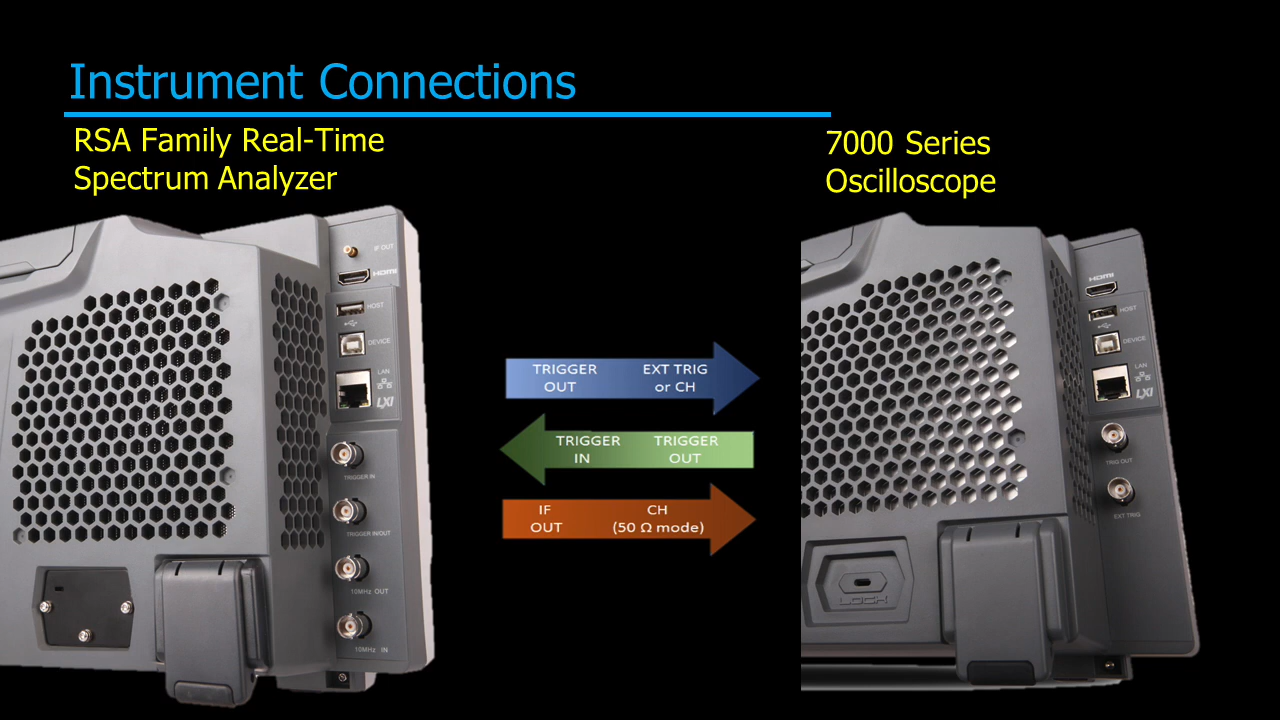 Instrument Connections
RSA Family Real-Time
Spectrum Analyzer
7000 Series
Oscilloscope
IF OUT
HDMI
HOST
DEVICE
LAN
LXI
TRIGGER IN
TRIGGER IN/OUT
10MHz OUT
10MHz IN
TRIGGER EXT TRIG
OUT or CH
TRIGGER TRIGGER
IN OUT
IF CH
OUT (50 Ω mode)
HDMI
HOST
DEVICE
LAN
LXI
TRIG OUT
EXT TRIG
LOCK